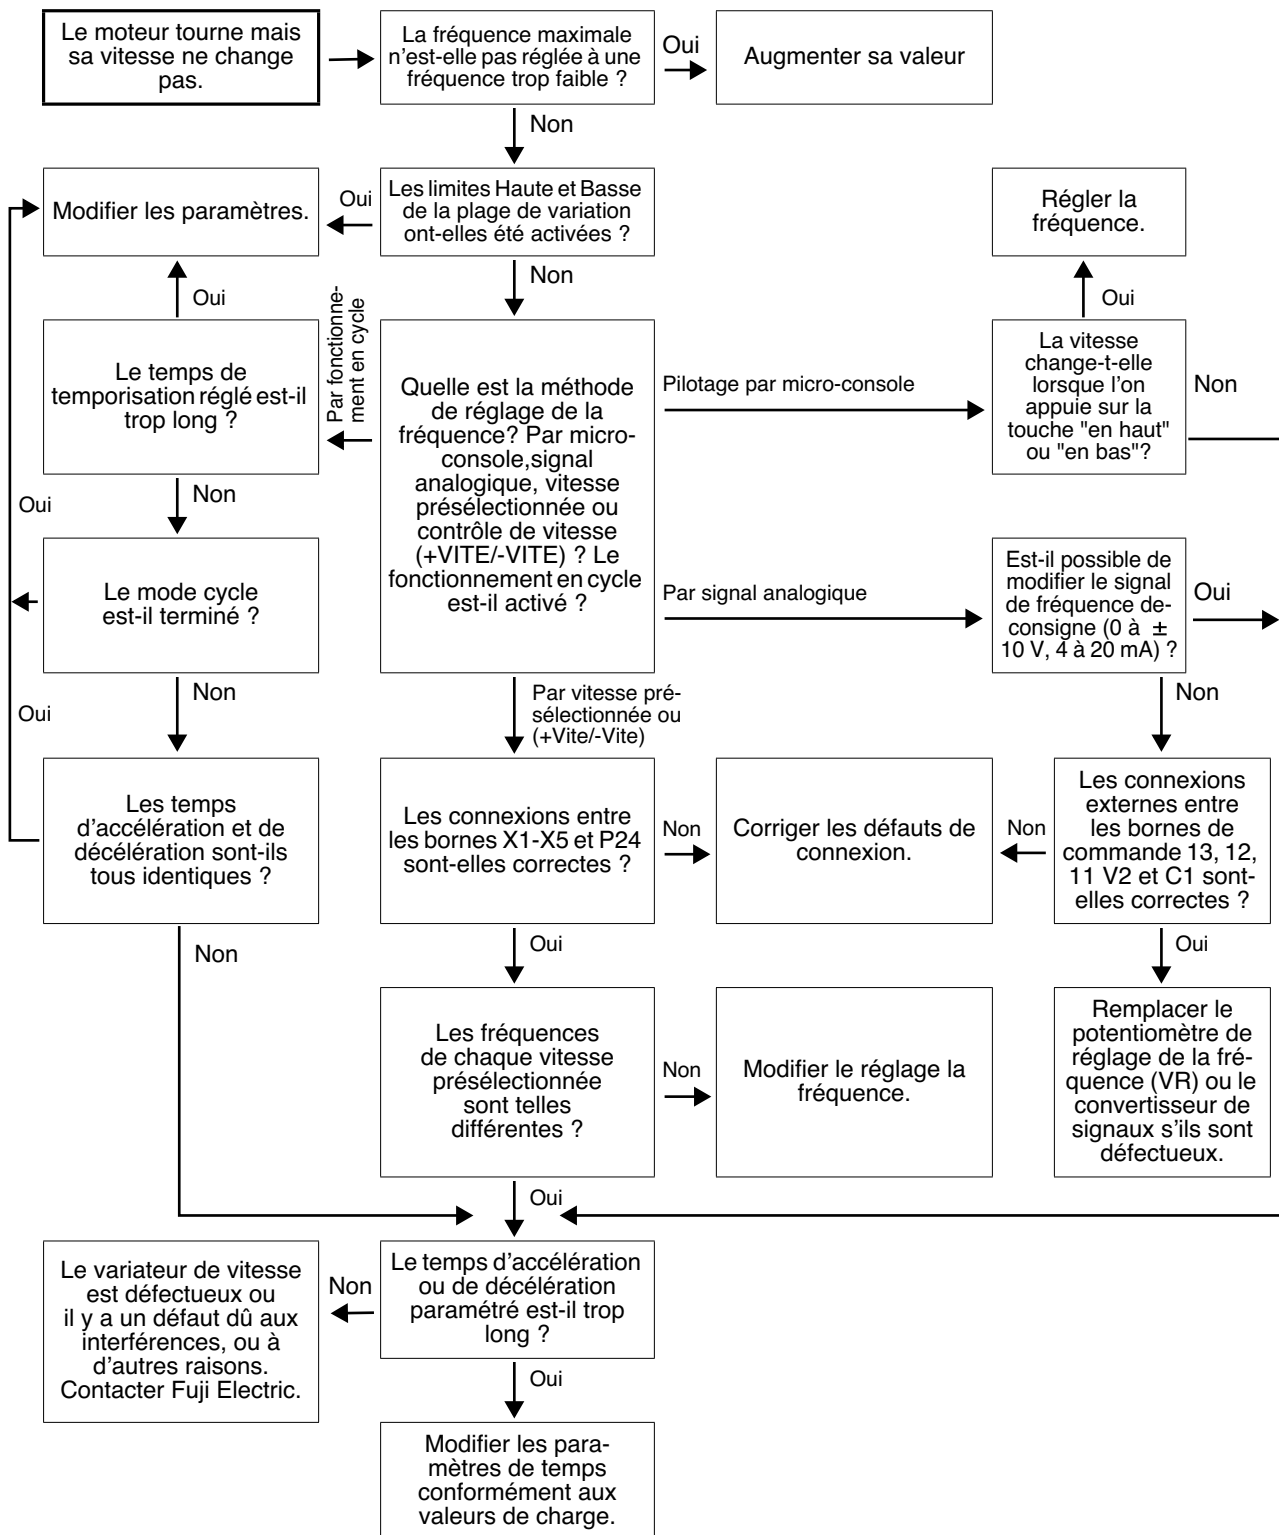 Le moteur tourne mais
sa vitesse ne change
pas.
La fréquence maximale
n'est-elle pas réglée à une
fréquence trop faible ?
Oui
Augmenter sa valeur
Non
Modifier les paramètres.
Oui
Les limites Haute et Basse
de la plage de variation
ont-elles été activées ?
Régler la
fréquence.
Oui
Non
Oui
Le temps de
temporisation réglé est-il
trop long ?
Par fonctionne-
ment en cycle
Quelle est la méthode
de réglage de la
fréquence? Par micro-
console,signal
analogique, vitesse
présélectionnée ou
contrôle de vitesse
(+VITE/-VITE) ? Le
fonctionnement en cycle
est-il activé ?
Pilotage par micro-console
La vitesse
change-t-elle
lorsque l'on
appuie sur la
touche "en haut"
ou "en bas"?
Non
Oui
Non
Le mode cycle
est-il terminé ?
Par signal analogique
Est-il possible de
modifier le signal
de fréquence de-
consigne (0 à ±
10 V, 4 à 20 mA) ?
Oui
Oui
Non
Par vitesse pré-
sélectionnée ou
(+Vite/-Vite)
Non
Les temps
d'accélération et de
décélération sont-ils
tous identiques ?
Les connexions entre
les bornes X1-X5 et P24
sont-elles correctes ?
Non
Corriger les défauts de
connexion.
Non
Les connexions
externes entre
les bornes de
commande 13, 12,
11 V2 et C1 sont-
elles correctes ?
Non
Oui
Oui
Les fréquences
de chaque vitesse
présélectionnée
sont telles
différentes ?
Non
Modifier le réglage la
fréquence.
Remplacer le
potentiomètre de
réglage de la fré-
quence (VR) ou le
convertisseur de
signaux s'ils sont
défectueux.
Oui
Le variateur de vitesse
est défectueux ou
il y a un défaut dû aux
interférences, ou à
d'autres raisons.
Contacter Fuji Electric.
Non
Le temps d'accélération
ou de décélération
paramétré est-il trop
long ?
Oui
Modifier les para-
mètres de temps
conformément aux
valeurs de charge.